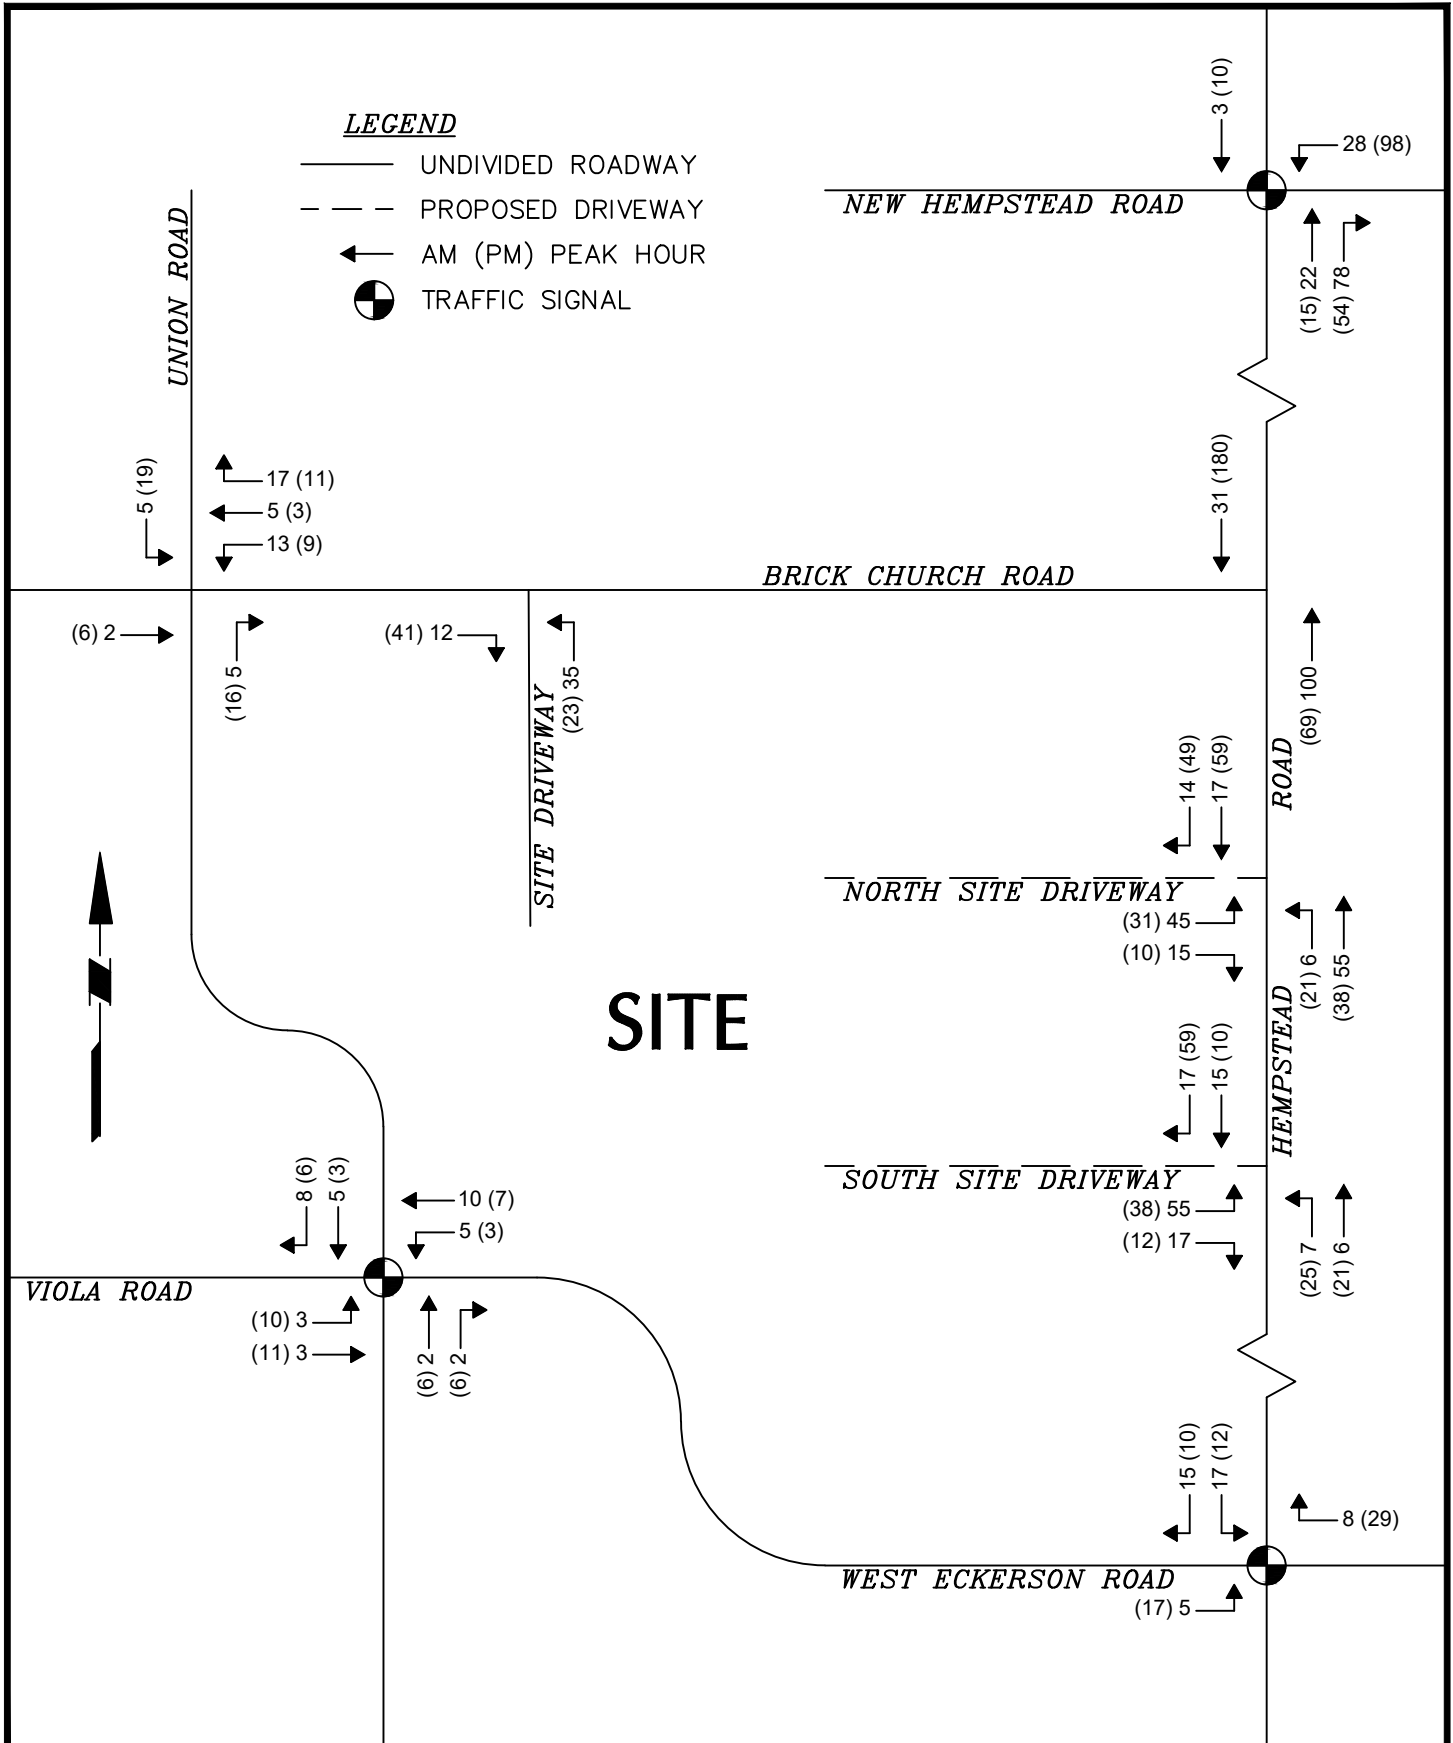 3 (10)
LEGEND
28 (98)
UNDIVIDED ROADWAY
NEW HEMPSTEAD ROAD
PROPOSED DRIVEWAY
AM (PM) PEAK HOUR
TRAFFIC SIGNAL
(15) 22
(54) 78
UNION ROAD
5 (19)
17 (11)
5 (3)
13 (9)
31 (180)
BRICK CHURCH ROAD
(6) 2
(16) 5
(41) 12
(23) 35
SITE DRIVEWAY
(69) 100
14 (49)
17 (59)
HEMPSTEAD ROAD
NORTH SITE DRIVEWAY
(31) 45
(10) 15
(21) 6
(38) 55
SITE
17 (59)
15 (10)
SOUTH SITE DRIVEWAY
(38) 55
(12) 17
(25) 7
(21) 6
8 (6)
5 (3)
10 (7)
5 (3)
VIOLA ROAD
(10) 3
(11) 3
(6) 2
(6) 2
15 (10)
17 (12)
8 (29)
WEST ECKERSON ROAD
(17) 5